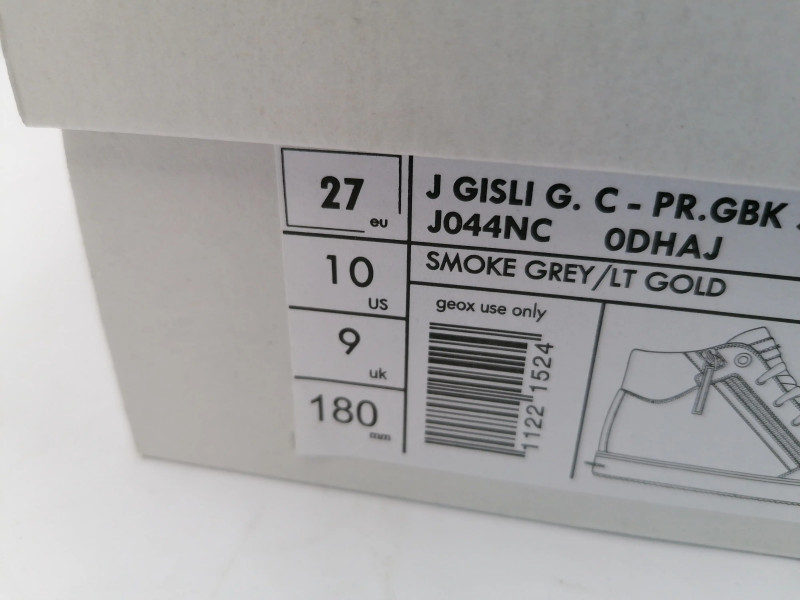 27 eu
10 US
9 uk
180 mm
J GISLI G. C - PR.GBK
J044NC 0DHAJ
SMOKE GREY/LT GOLD
geox use only
1122 1524